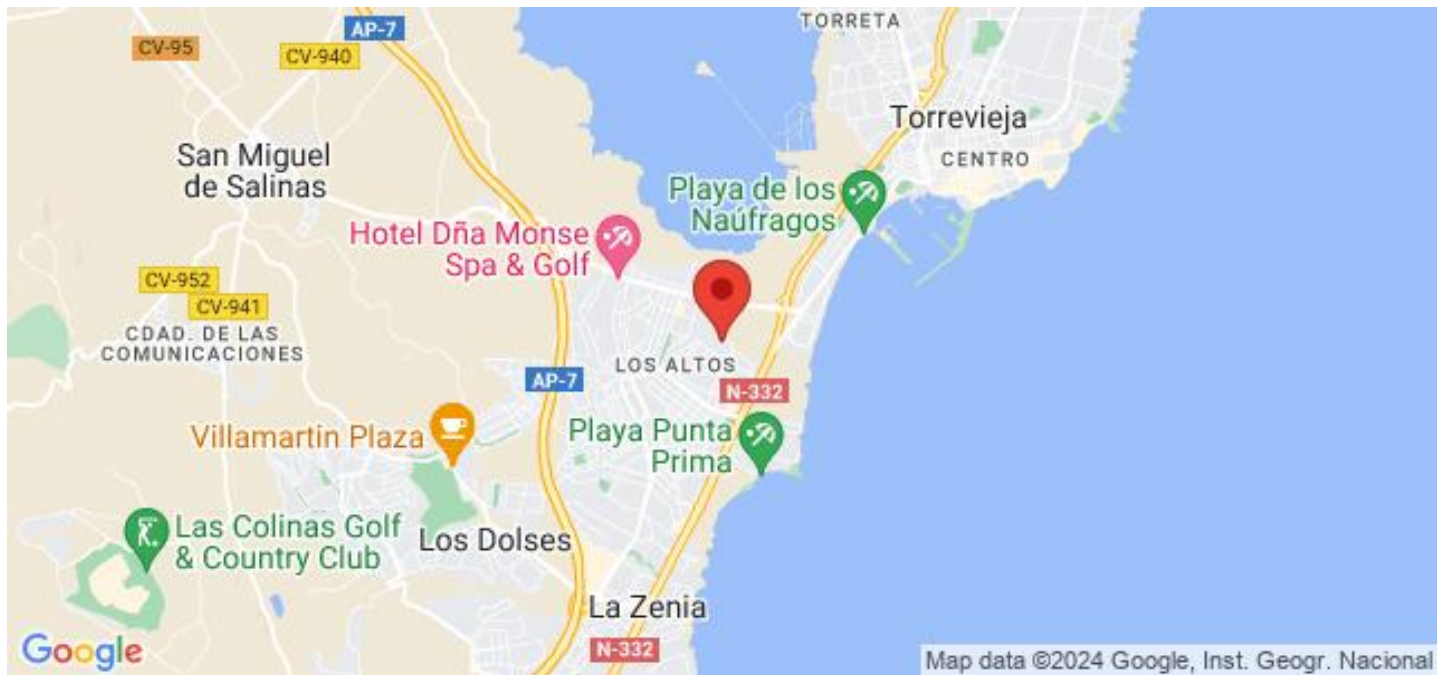 TORRETA
AP-7
CV-95
CV-940
Torrevieja
CENTRO
San Miguel
de Salinas
Playa de los
Naúfragos
Hotel Dña Monse
Spa & Golf
CV-952
CV-941
CDAD. DE LAS
COMUNICACIONES
LOS ALTOS
AP-7
N-332
Villamartin Plaza
Playa Punta
Prima
Las Colinas Golf
& Country Club
Los Dolses
La Zenia
N-332
Google
Map data ©2024 Google, Inst. Geogr. Nacional